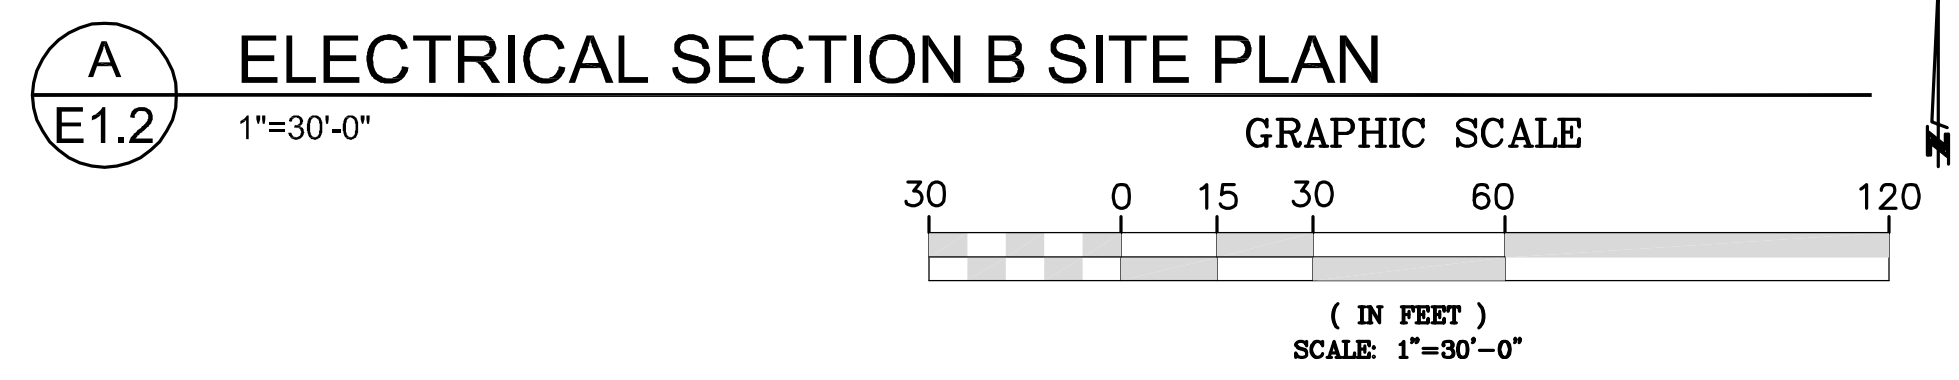 A
ELECTRICAL SECTION B SITE PLAN
E1.2
1"=30'-0"
GRAPHIC SCALE
30 0 15 30 60 120
( IN FEET )
SCALE: 1"=30'-0"
N